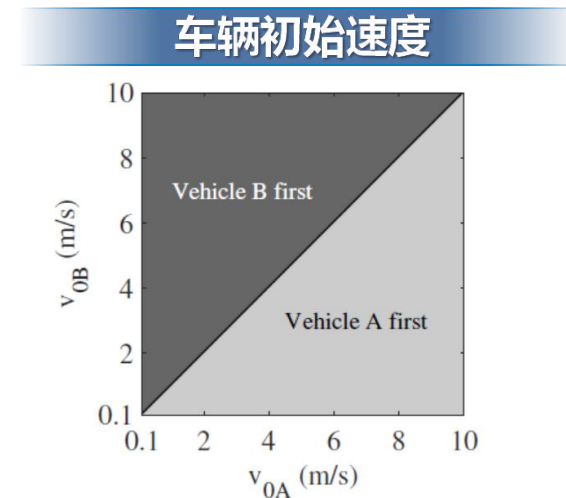 车辆初始速度
10
8
6
4
2
0.1
v0B (m/s)
Vehicle B first
Vehicle A first
0.1 2 4 6 8 10
v0A (m/s)